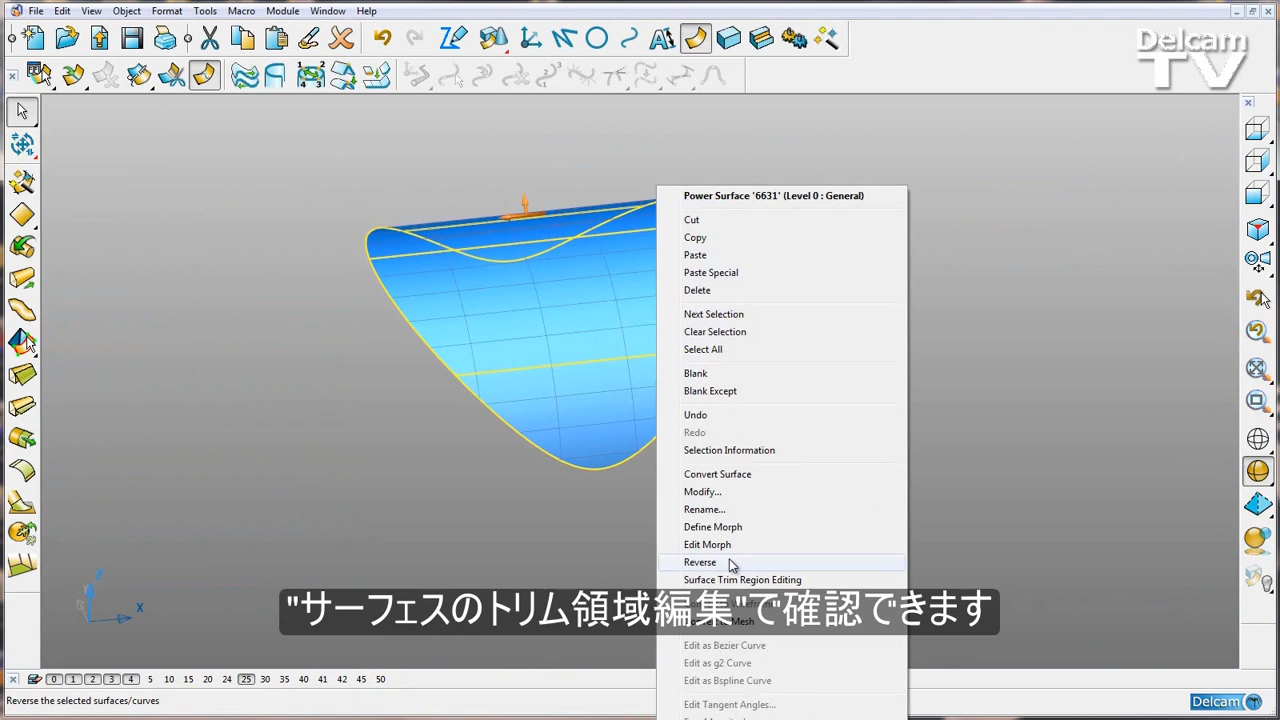 File Edit View Object Format Tools Macro Module Window Help
Delcam
TV
Power Surface '6631' (Level 0 : General)
Cut
Copy
Paste
Paste Special
Delete
Next Selection
Clear Selection
Select All
Blank
Blank Except
Undo
Redo
Selection Information
Convert Surface
Modify...
Rename...
Define Morph
Edit Morph
Reverse
Surface Trim Region Editing
"サーフェスのトリム領域編集"で確認できます
Edit as Bezier Curve
Edit as g2 Curve
Edit as Bspline Curve
Edit Tangent Angles...
Z
X
0 1 2 3 4 5 10 15 20 24 25 30 35 41 42 45 50
Reverse the selected surfaces/curves
Delcam